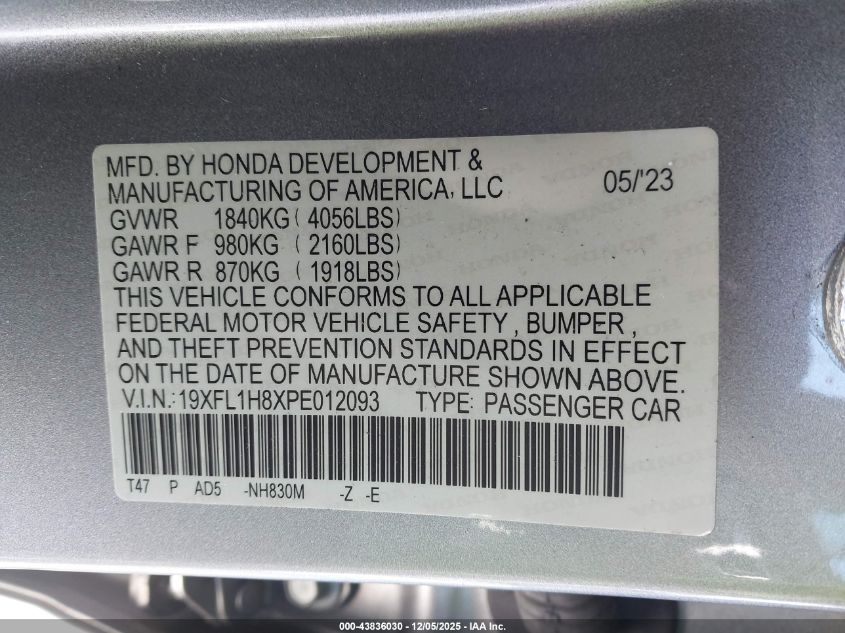 MFD. BY HONDA DEVELOPMENT &
MANUFACTURING OF AMERICA, LLC 05/'23
GVWR 1840KG ( 4056LBS)
GAWR F 980KG ( 2160LBS)
GAWR R 870KG ( 1918LBS)
THIS VEHICLE CONFORMS TO ALL APPLICABLE
FEDERAL MOTOR VEHICLE SAFETY , BUMPER ,
AND THEFT PREVENTION STANDARDS IN EFFECT
ON THE DATE OF MANUFACTURE SHOWN ABOVE.
V.I.N.: 19XFL1H8XPE012093 TYPE: PASSENGER CAR
T47 P AD5 -NH830M -Z -E
000-43836030 - 12/05/2025 - IAA Inc.